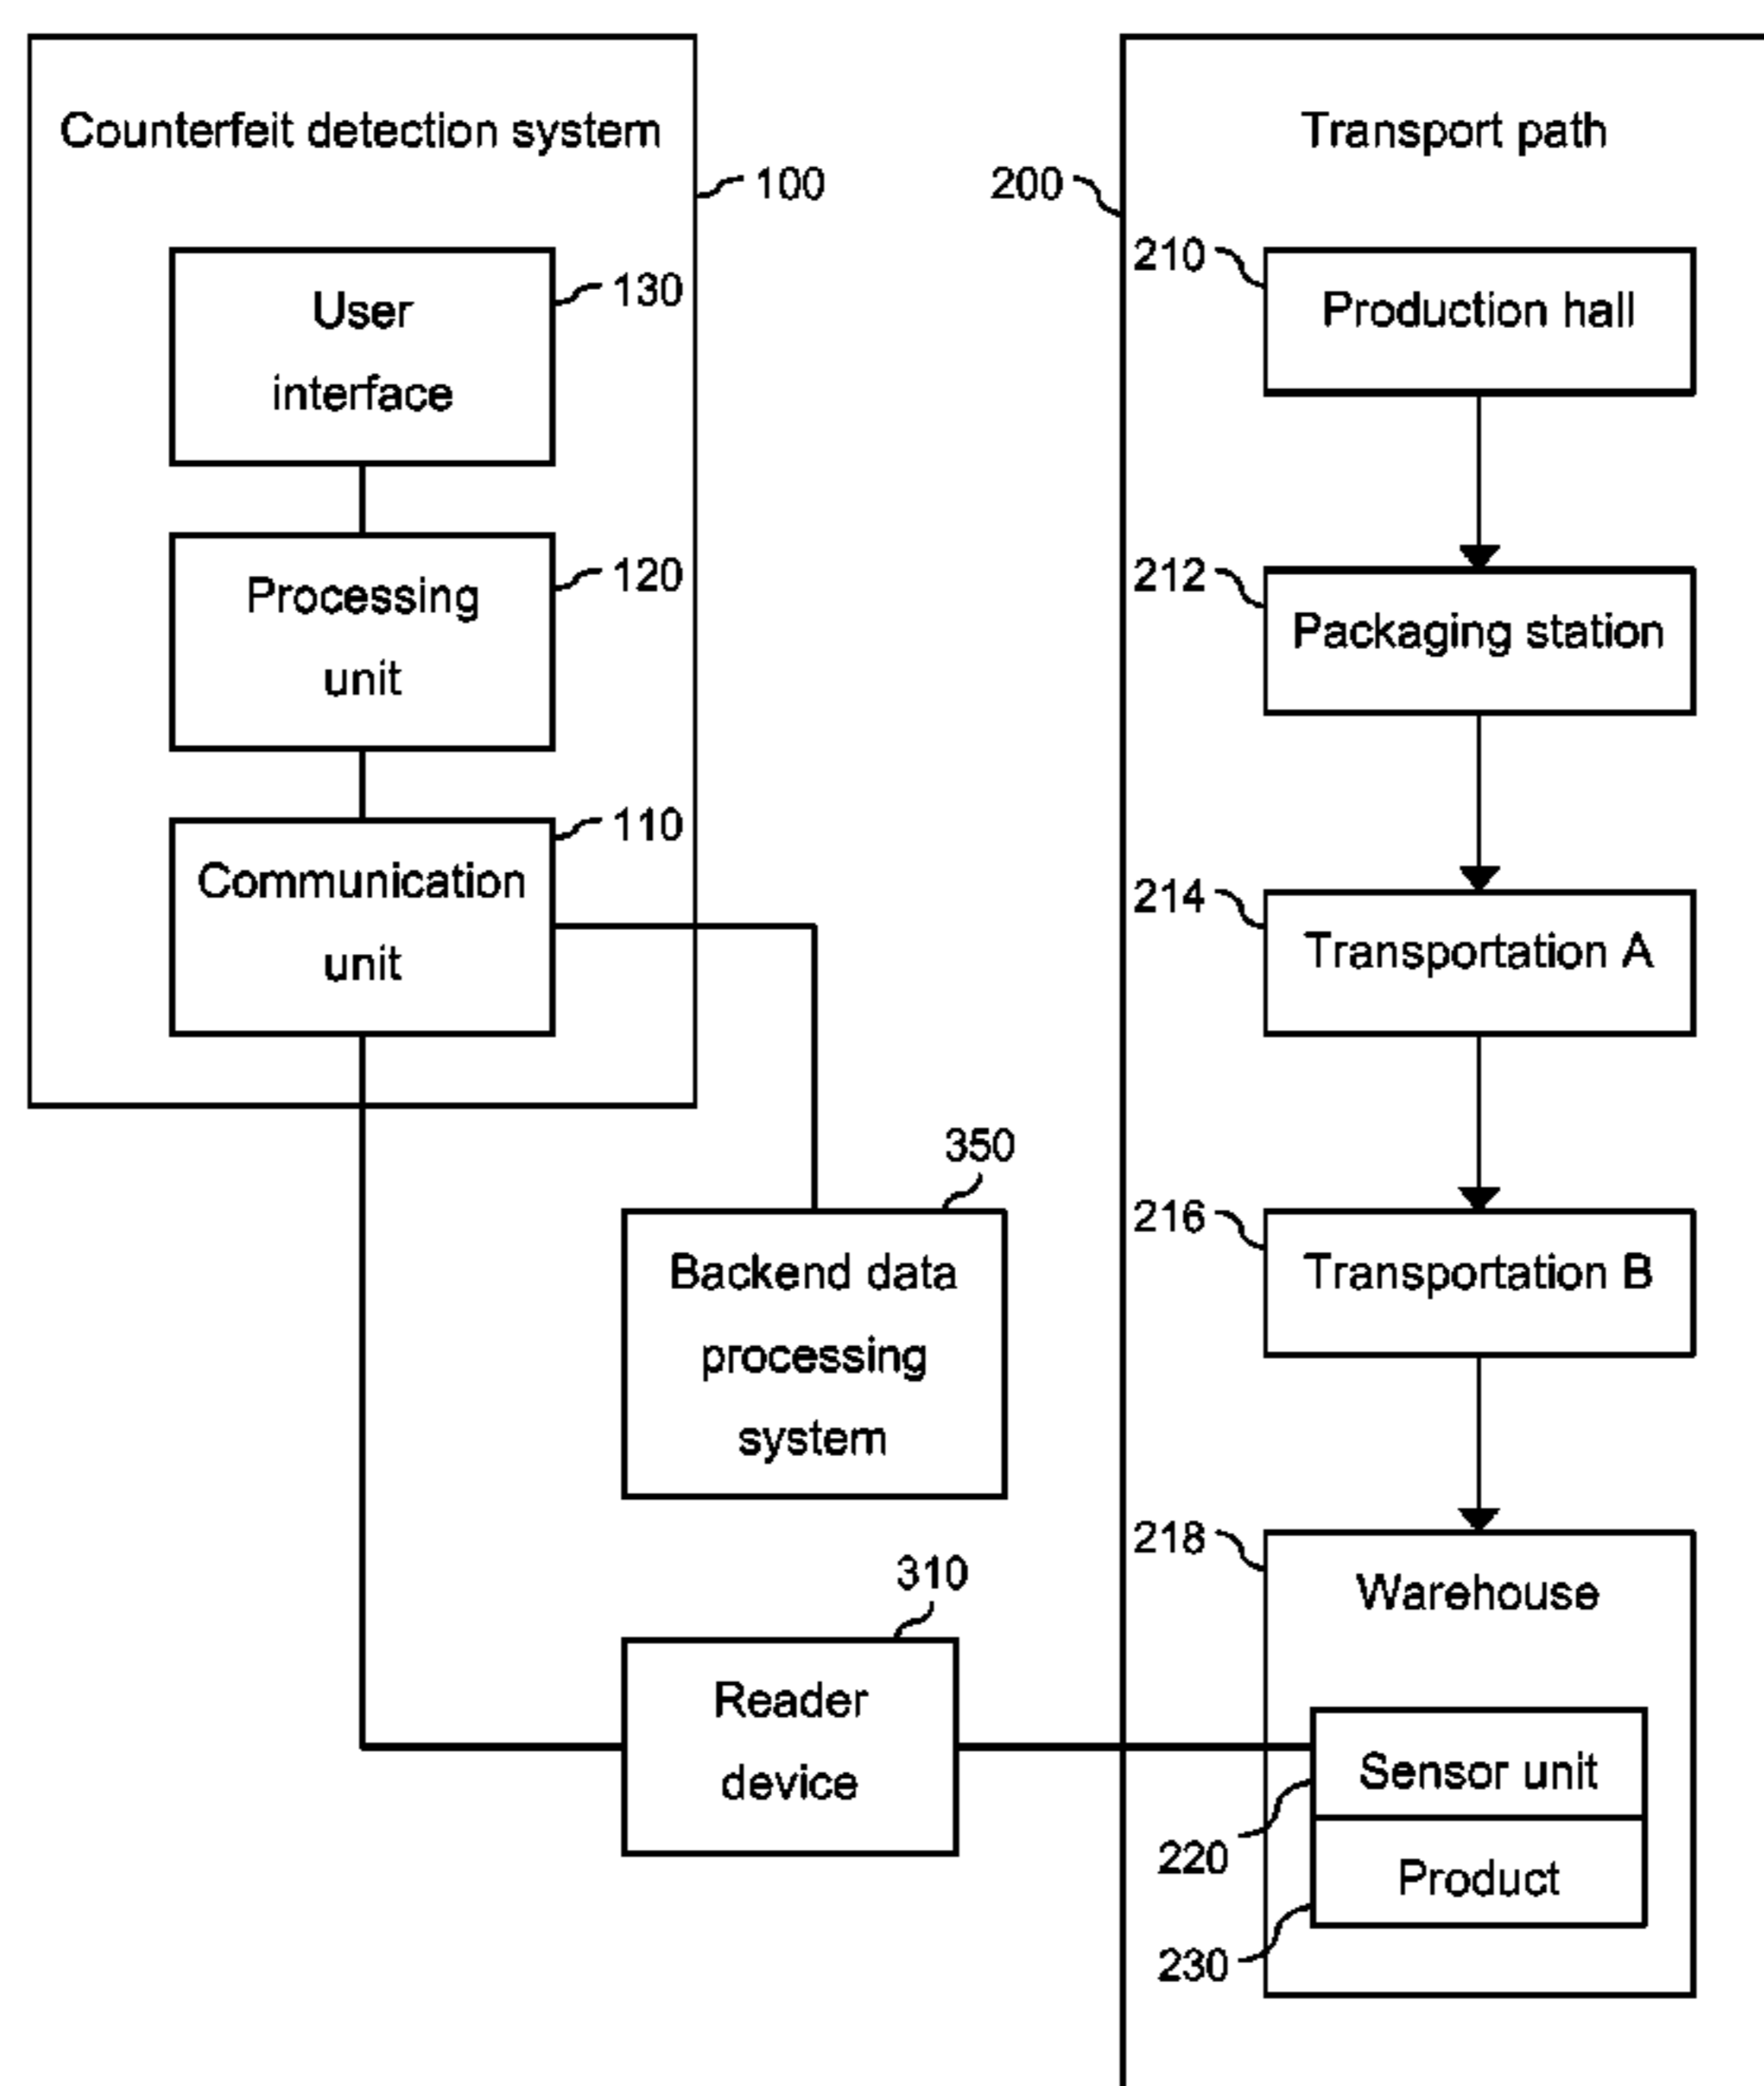 Counterfeit detection system
100
User
interface
130
Processing
unit
120
Communication
unit
110
350
Backend data
processing
system
310
Reader
device
Transport path
200
210
Production hall
212
Packaging station
214
Transportation A
216
Transportation B
218
Warehouse
Sensor unit
220
Product
230